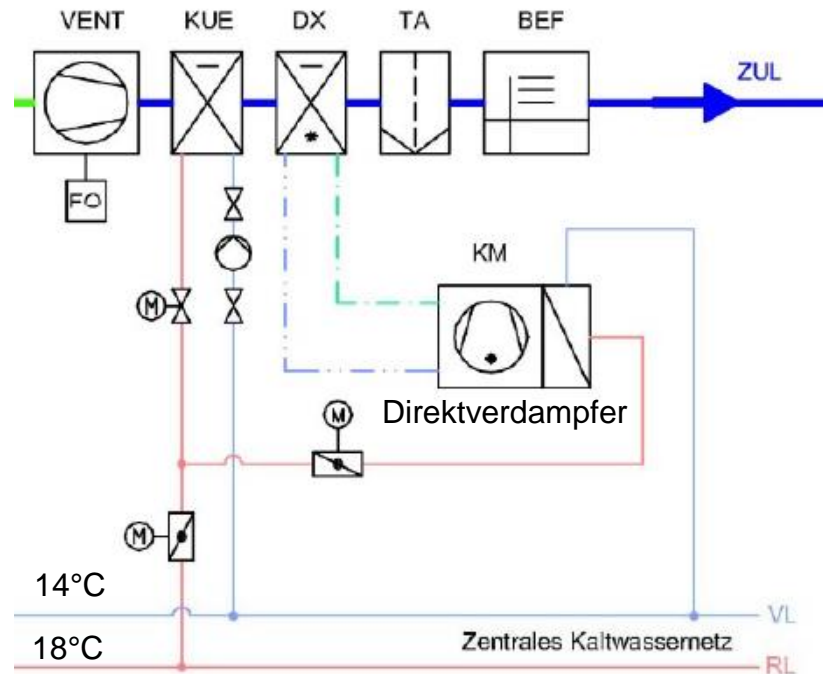 VENT KUE DX TA BEF
ZUL
FO
KM
M
Direktverdampfer
M
M
14°C
VL
Zentrales Kaltwassernetz
18°C
RL